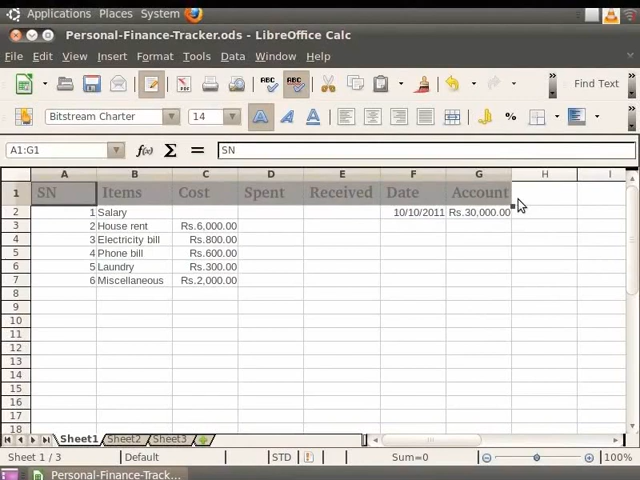 Applications Places System
Personal-Finance-Tracker.ods - LibreOffice Calc
File Edit View Insert Format Tools Data Window Help
ABC ABC Find Text
Bitstream Charter 14 A A A %
A1:G1 f(x) Σ = SN
A B C D E F G H I
1 SN Items Cost Spent Received Date Account
2 1 Salary 10/10/2011 Rs.30,000.00
3 2 House rent Rs.6,000.00
4 3 Electricity bill Rs.800.00
5 4 Phone bill Rs.600.00
6 5 Laundry Rs.300.00
7 6 Miscellaneous Rs.2,000.00
8
9
10
11
12
13
14
15
16
17
18
Sheet1 Sheet2 Sheet3
Sheet 1 / 3 Default STD Sum=0 100%
Personal-Finance-Track...